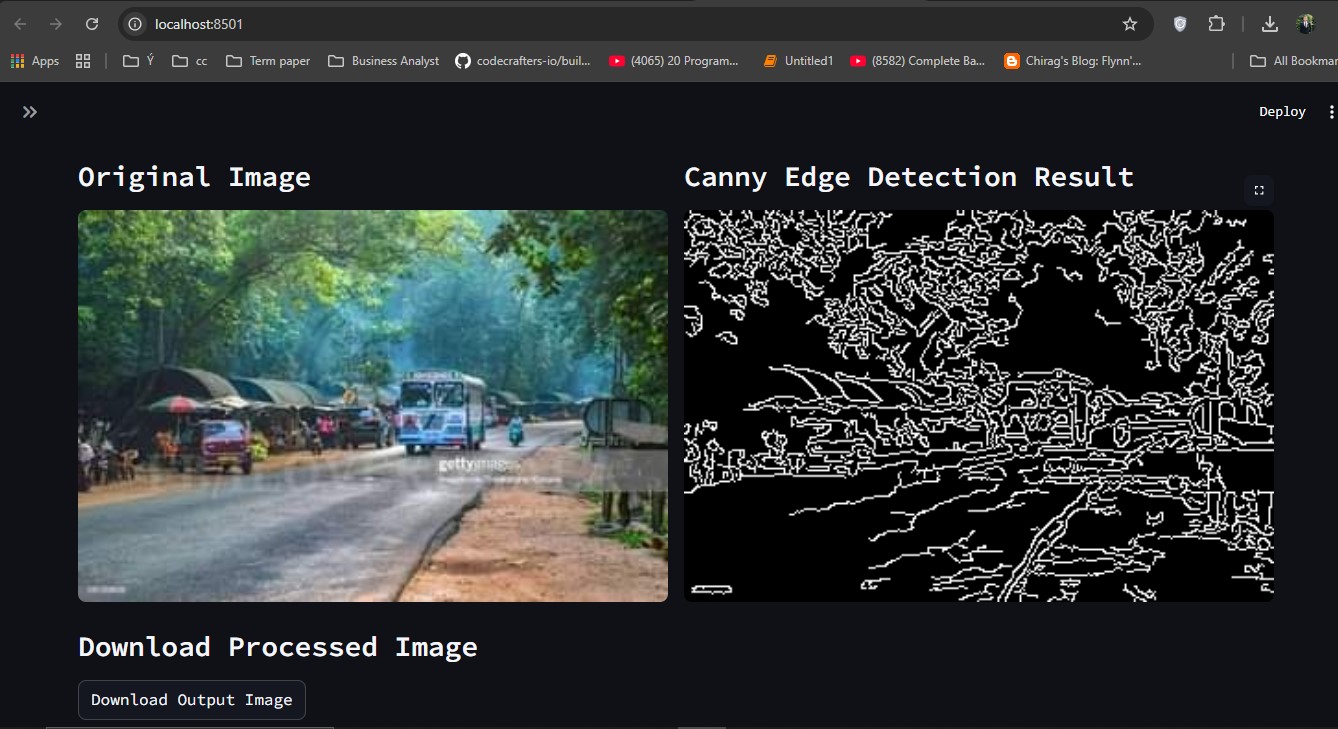 localhost:8501
Apps
Ý
cc
Term paper
Business Analyst
codecrafters-io/buil...
(4065) 20 Program...
Untitled1
(8582) Complete Ba...
Chirag's Blog: Flynn'...
All Bookmar
Deploy
Original Image
Canny Edge Detection Result
gettyimages
Download Processed Image
Download Output Image